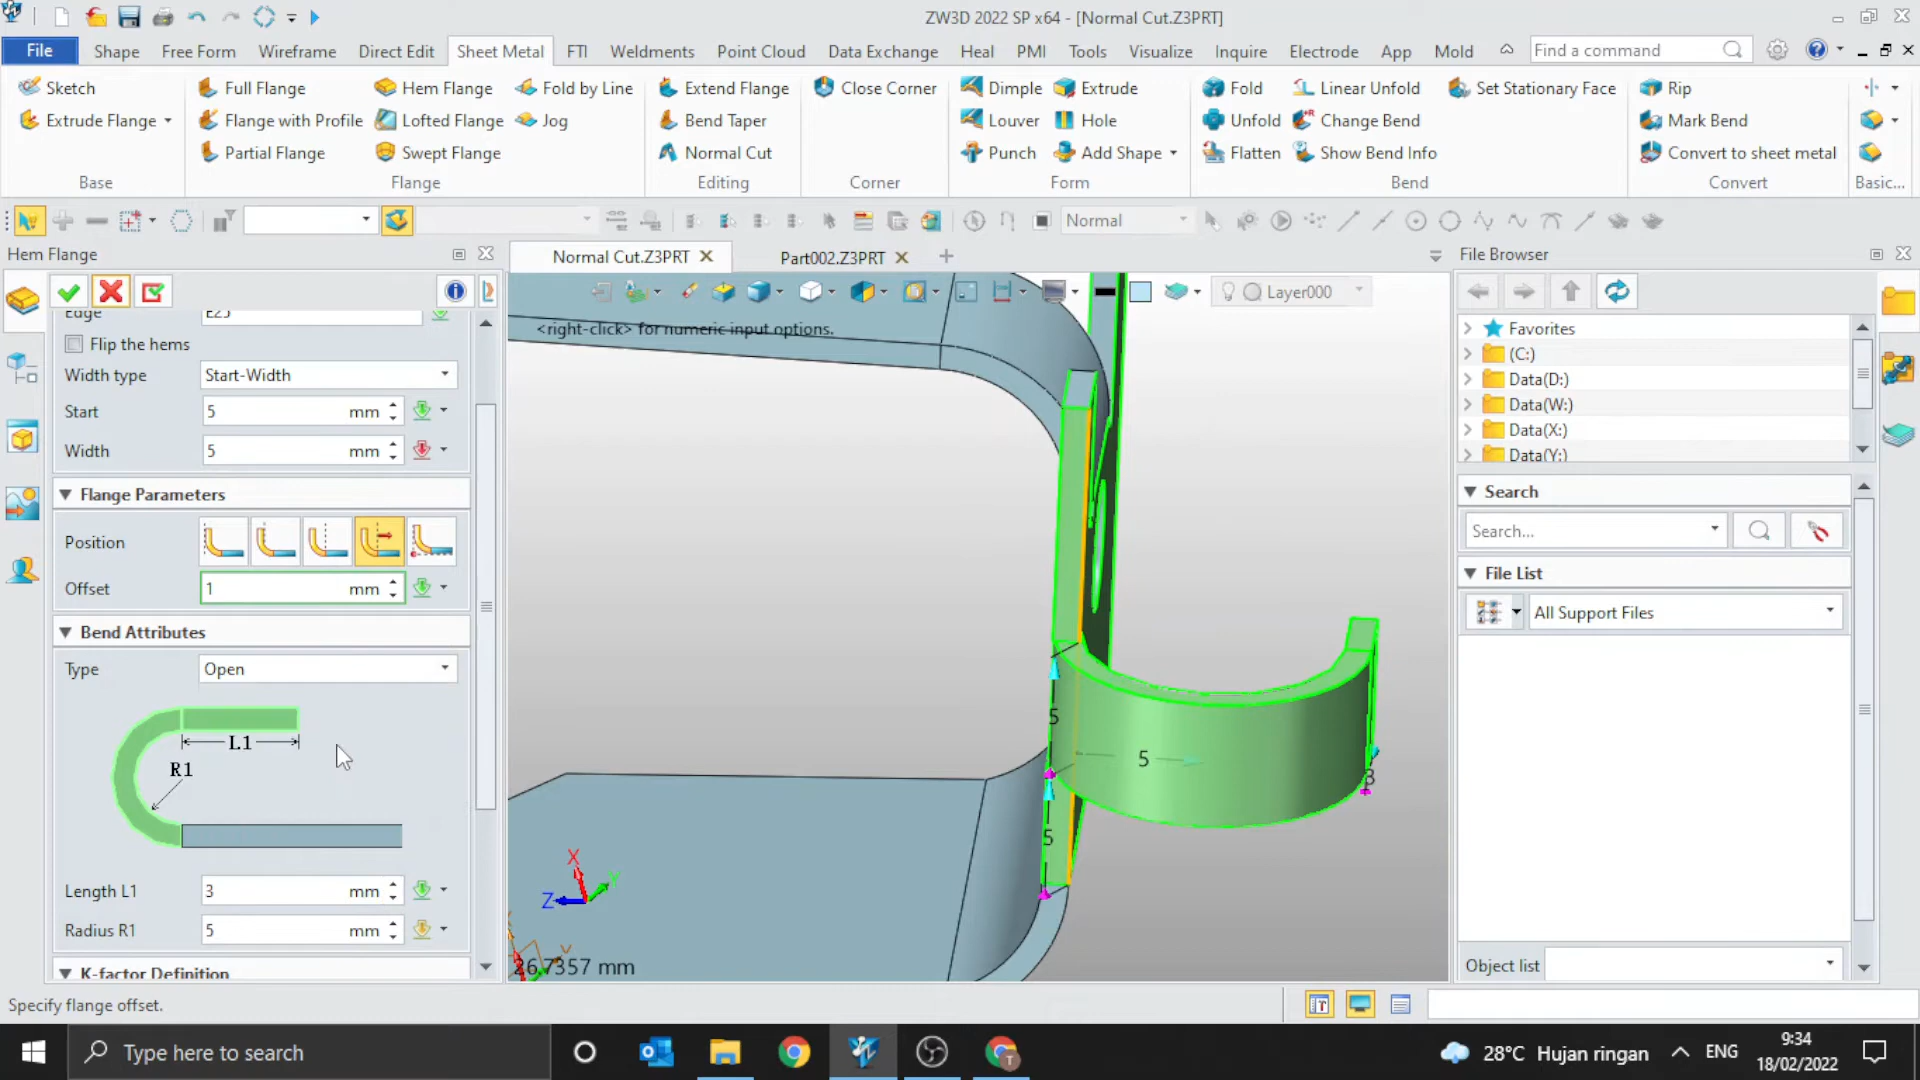 ZW3D 2022 SP x64 - [Normal Cut.Z3PRT]
File Shape Free Form Wireframe Direct Edit Sheet Metal FTI Weldments Point Cloud Data Exchange Heal PMI Tools Visualize Inquire Electrode App Mold Find a command
Sketch Full Flange Hem Flange Fold by Line Extend Flange Close Corner Dimple Extrude Fold Linear Unfold Set Stationary Face Rip
Extrude Flange Flange with Profile Lofted Flange Jog Bend Taper Louver Hole Unfold Change Bend Mark Bend
Partial Flange Swept Flange Normal Cut Punch Add Shape Flatten Show Bend Info Convert to sheet metal
Base Flange Editing Corner Form Bend Convert Basic...
Normal
Hem Flange
Normal Cut.Z3PRT Part002.Z3PRT
File Browser
Layer000
<right-click> for numeric input options.
Edge E25
Flip the hems
Width type Start-Width
Start 5 mm
Width 5 mm
Flange Parameters
Position
Offset 1 mm
Bend Attributes
Type Open
L1
R1
Length L1 3 mm
Radius R1 5 mm
K-factor Definition
5
5
5
3
X
Y
Z
26.7357 mm
Favorites
(C:)
Data(D:)
Data(W:)
Data(X:)
Data(Y:)
Search
Search...
File List
All Support Files
Object list
Specify flange offset.
Type here to search
28°C Hujan ringan
ENG
9:34
18/02/2022